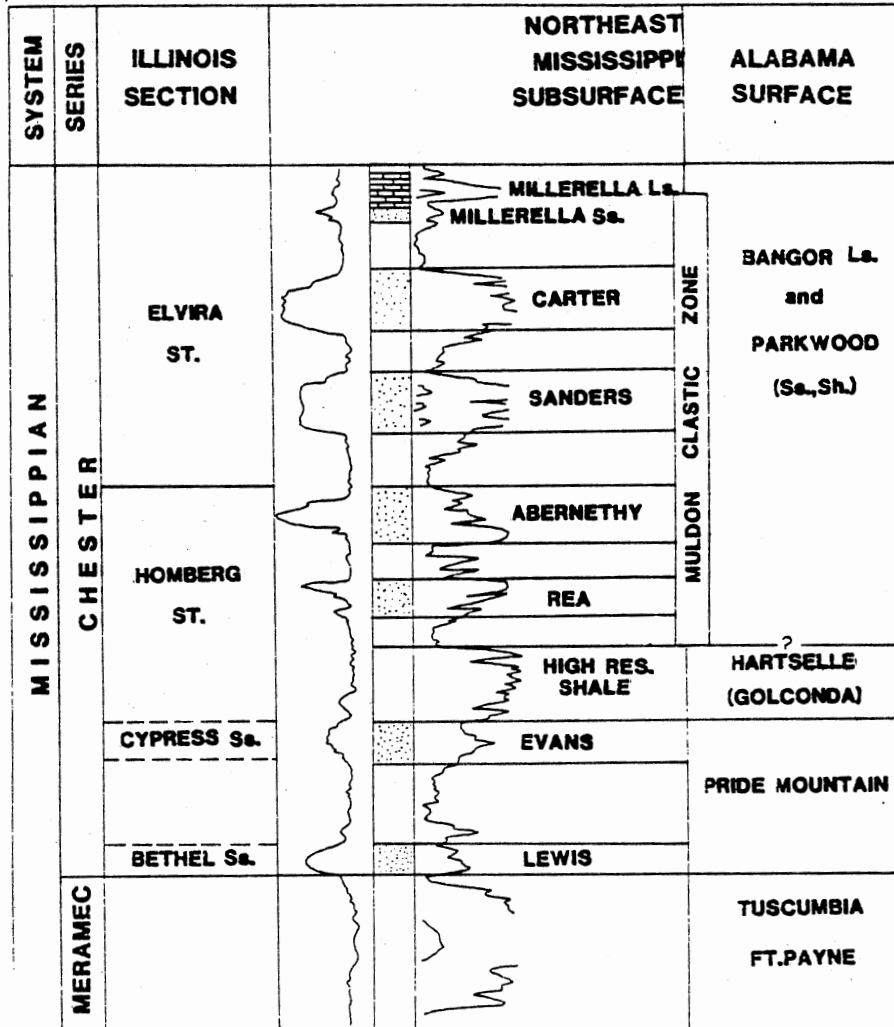 SYSTEM
SERIES
ILLINOIS
SECTION
NORTHEAST
MISSISSIPPI
SUBSURFACE
ALABAMA
SURFACE
MISSISSIPPIAN
CHESTER
MERAMEC
ELVIRA
ST.
HOMBERG
ST.
CYPRESS Ss.
BETHEL Ss.
MILLERELLA Ls.
MILLERELLA Ss.
CARTER
SANDERS
ABERNETHY
REA
HIGH RES.
SHALE
EVANS
LEWIS
MULDON CLASTIC ZONE
BANGOR Ls.
and
PARKWOOD
(Ss.,Sh.)
?
HARTSELLE
(GOLCONDA)
PRIDE MOUNTAIN
TUSCUMBIA
FT.PAYNE